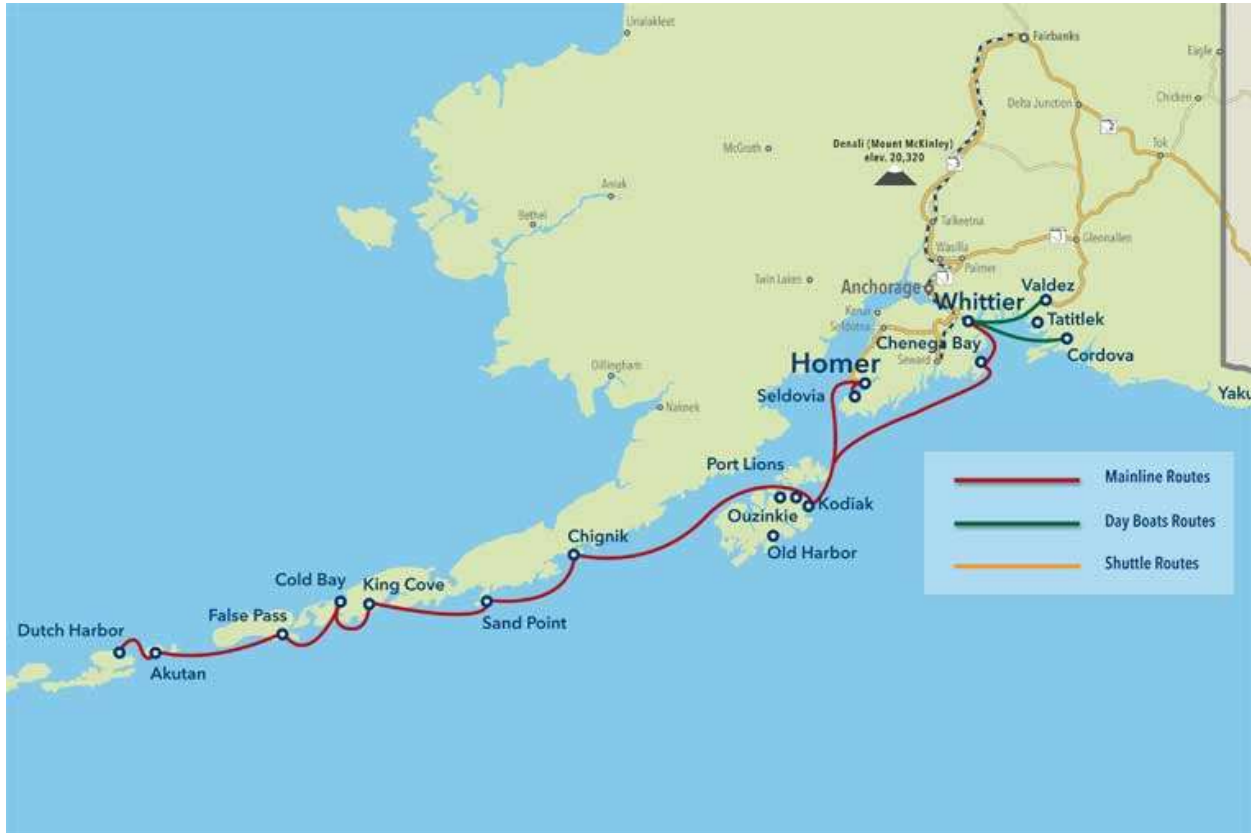 Unalakleet
Fairbanks
Eagle
Chicken
Delta Junction
2
Denali (Mount McKinley)
elev. 20,320
McGrath
Tok
3
Aniak
Bethel
Talkeetna
Wasilla
Glennallen
Palmer
1
Twin Lakes
Anchorage
Whittier
Valdez
Kenai
Soldotna
Tatitlek
Chenega Bay
Cordova
Seward
Homer
Seldovia
Dillingham
Naknek
Yaku
Port Lions
Kodiak
Ouzinkie
Old Harbor
Mainline Routes
Day Boats Routes
Shuttle Routes
Chignik
Cold Bay
King Cove
Sand Point
False Pass
Dutch Harbor
Akutan